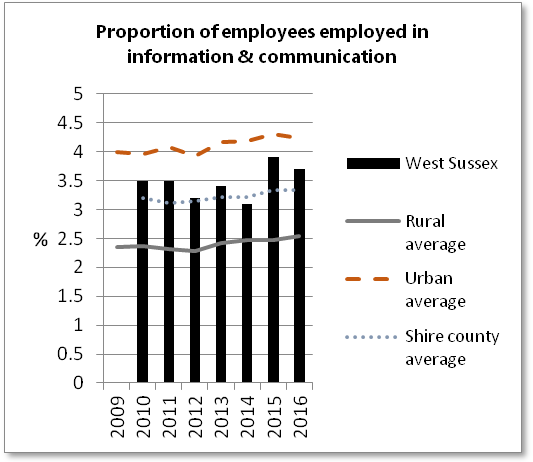 Proportion of employees employed in
information & communication
5
4.5
4
3.5
3
2.5
2
1.5
1
0.5
0
%
2009
2010
2011
2012
2013
2014
2015
2016
West Sussex
Rural
average
Urban
average
Shire county
average